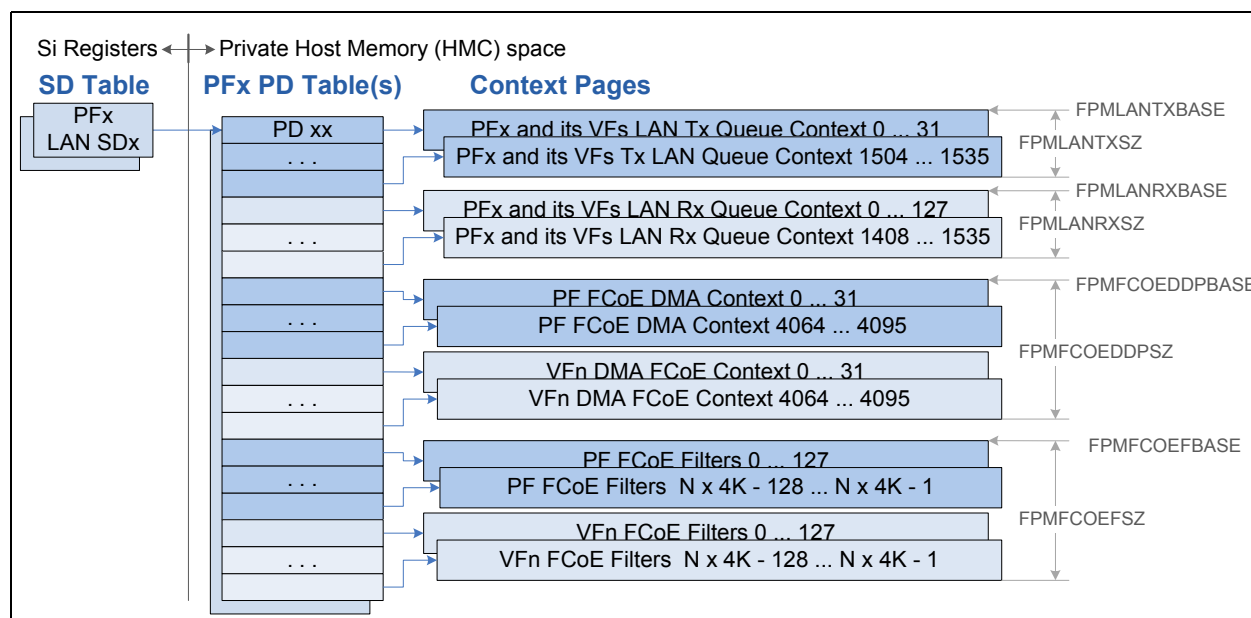 Si Registers
Private Host Memory (HMC) space
SD Table
PFx PD Table(s)
Context Pages
PFx
LAN SDx
PD xx
. . .
. . .
. . .
. . .
. . .
. . .
PFx and its VFs LAN Tx Queue Context 0 ... 31
PFx and its VFs Tx LAN Queue Context 1504 ... 1535
PFx and its VFs LAN Rx Queue Context 0 ... 127
PFx and its VFs LAN Rx Queue Context 1408 ... 1535
PF FCoE DMA Context 0 ... 31
PF FCoE DMA Context 4064 ... 4095
VFn DMA FCoE Context 0 ... 31
VFn DMA FCoE Context 4064 ... 4095
PF FCoE Filters 0 ... 127
PF FCoE Filters N x 4K - 128 ... N x 4K - 1
VFn FCoE Filters 0 ... 127
VFn FCoE Filters N x 4K - 128 ... N x 4K - 1
FPMLANTXBASE
FPMLANTXSZ
FPMLANRXBASE
FPMLANRXSZ
FPMFCOEDDPBASE
FPMFCOEDDPSZ
FPMFCOEFBASE
FPMFCOEFSZ